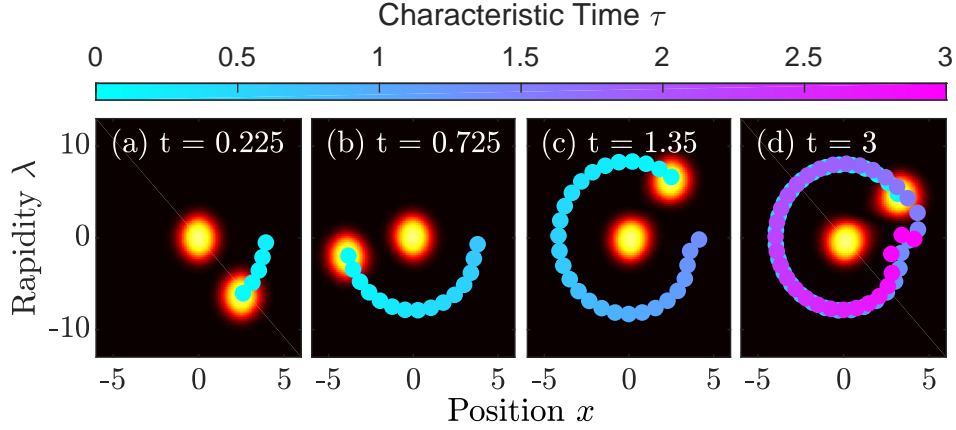 Characteristic Time τ
0 0.5 1 1.5 2 2.5 3
(a) t = 0.225 (b) t = 0.725 (c) t = 1.35 (d) t = 3
10
0
-10
Rapidity λ
-5 0 5 -5 0 5 -5 0 5 -5 0 5
Position x